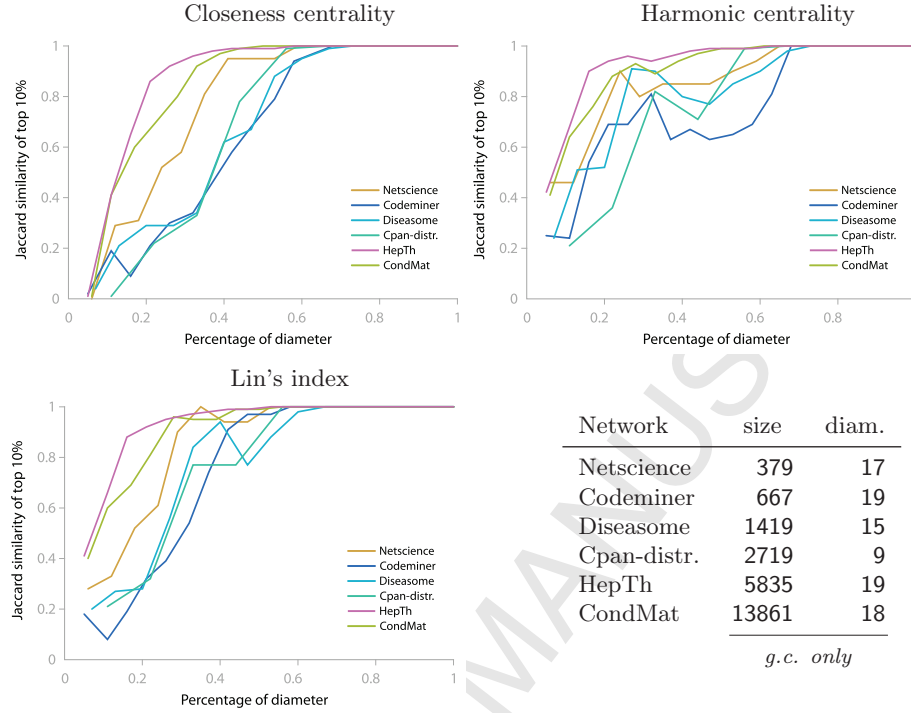 Closeness centrality
Jaccard similarity of top 10%
1
0.8
0.6
0.4
0.2
0
Netscience
Codeminer
Diseasome
Cpan-distr.
HepTh
CondMat
0 0.2 0.4 0.6 0.8 1
Percentage of diameter
Harmonic centrality
Jaccard similarity of top 10%
1
0.8
0.6
0.4
0.2
0
Netscience
Codeminer
Diseasome
Cpan-distr.
HepTh
CondMat
0 0.2 0.4 0.6 0.8
Percentage of diameter
Lin's index
Jaccard similarity of top 10%
1
0.8
0.6
0.4
0.2
0
Netscience
Codeminer
Diseasome
Cpan-distr.
HepTh
CondMat
0 0.2 0.4 0.6 0.8 1
Percentage of diameter
Network size diam.
Netscience 379 17
Codeminer 667 19
Diseasome 1419 15
Cpan-distr. 2719 9
HepTh 5835 19
CondMat 13861 18
g.c. only
MANUS